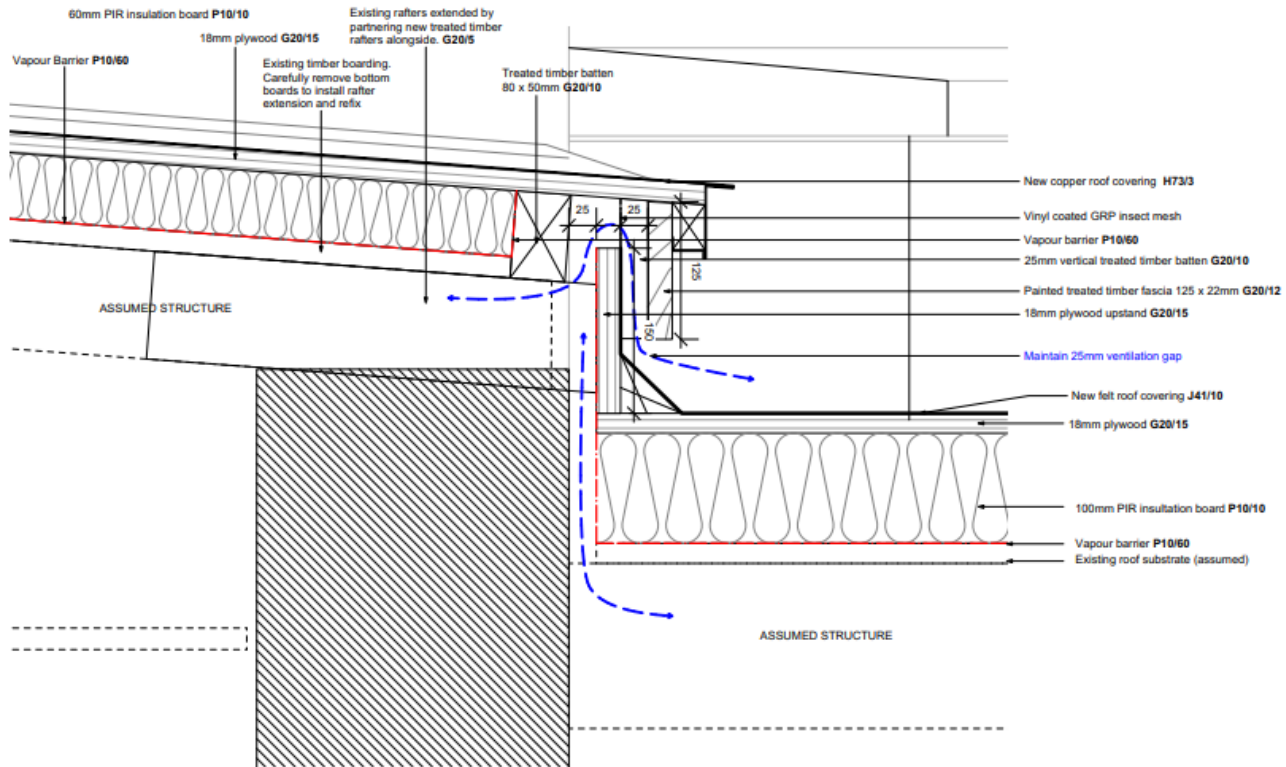 60mm PIR insulation board P10/10
18mm plywood G20/15
Vapour Barrier P10/60
Existing timber boarding.
Carefully remove bottom
boards to install rafter
extension and refix
Existing rafters extended by
partnering new treated timber
rafters alongside. G20/5
Treated timber batten
80 x 50mm G20/10
25
25
125
150
New copper roof covering H73/3
Vinyl coated GRP insect mesh
Vapour barrier P10/60
25mm vertical treated timber batten G20/10
Painted treated timber fascia 125 x 22mm G20/12
18mm plywood upstand G20/15
Maintain 25mm ventilation gap
New felt roof covering J41/10
18mm plywood G20/15
100mm PIR insultation board P10/10
Vapour barrier P10/60
Existing roof substrate (assumed)
ASSUMED STRUCTURE
ASSUMED STRUCTURE